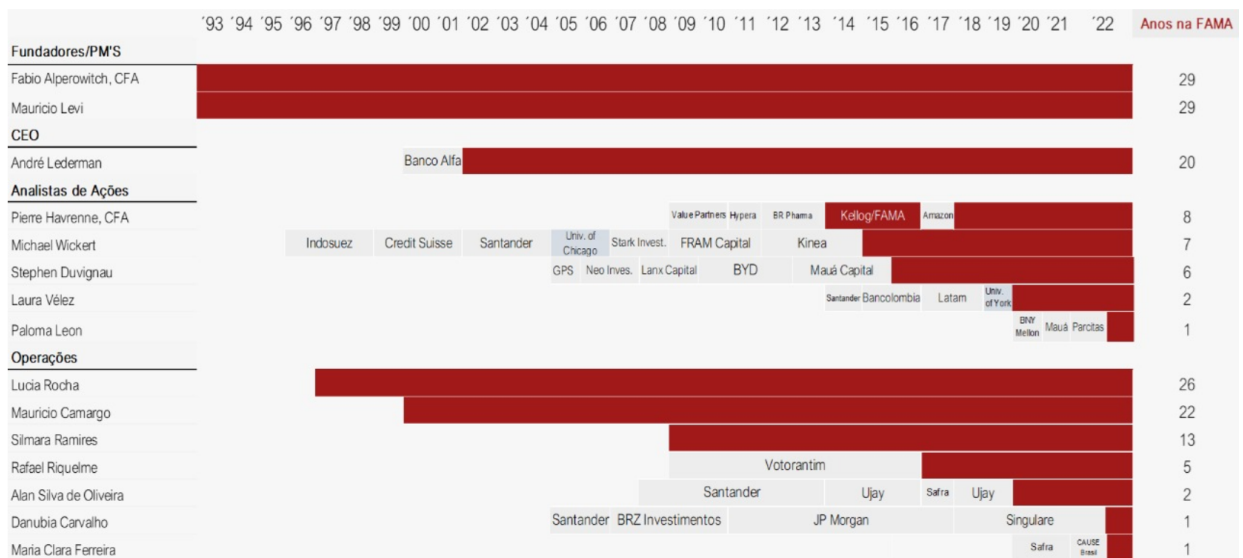 ´93 ´94 ´95 ´96 ´97 ´98 ´99 ´00 ´01 ´02 ´03 ´04 ´05 ´06 ´07 ´08 ´09 ´10 ´11 ´12 ´13 ´14 ´15 ´16 ´17 ´18 ´19 ´20 ´21 ´22 Anos na FAMA
Fundadores/PM'S
Fabio Alperowitch, CFA 29
Mauricio Levi 29
CEO
André Lederman Banco Alfa 20
Analistas de Ações
Pierre Havrenne, CFA Value Partners Hypera BR Pharma Kellog/FAMA Amazon 8
Michael Wickert Indosuez Credit Suisse Santander Univ. of Chicago Stark Invest. FRAM Capital Kinea 7
Stephen Duvignau GPS Neo Inves. Lanx Capital BYD Mauá Capital 6
Laura Vélez Santander Bancolombia Latam Univ. of York 2
Paloma Leon BNY Mellon Mauá Parcitas 1
Operações
Lucia Rocha 26
Mauricio Camargo 22
Silmara Ramires 13
Rafael Riquelme Votorantim 5
Alan Silva de Oliveira Santander Ujay Safra Ujay 2
Danubia Carvalho Santander BRZ Investimentos JP Morgan Singulare 1
Maria Clara Ferreira Safra CAUSE Brasil 1